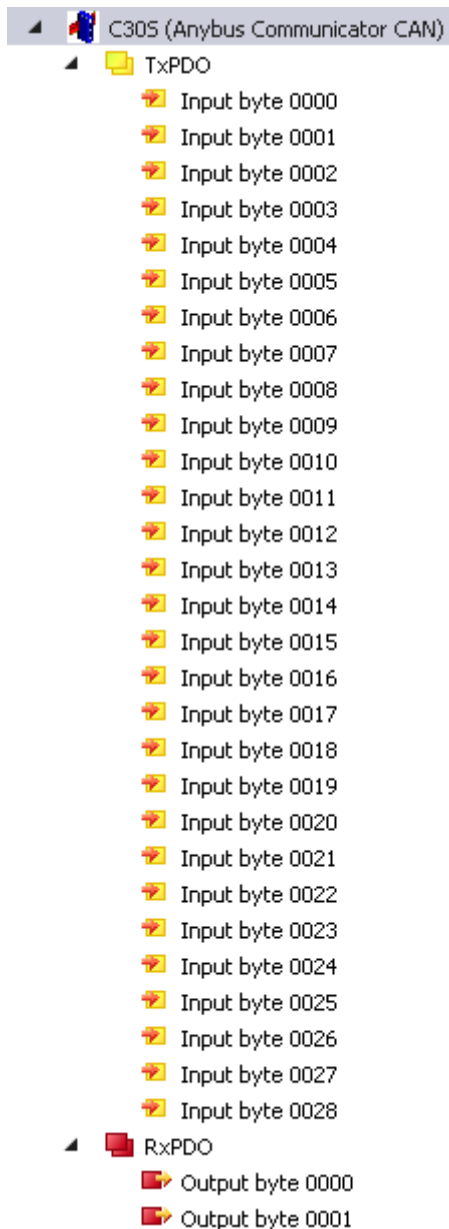 C30S (Anybus Communicator CAN)
TxPDO
Input byte 0000
Input byte 0001
Input byte 0002
Input byte 0003
Input byte 0004
Input byte 0005
Input byte 0006
Input byte 0007
Input byte 0008
Input byte 0009
Input byte 0010
Input byte 0011
Input byte 0012
Input byte 0013
Input byte 0014
Input byte 0015
Input byte 0016
Input byte 0017
Input byte 0018
Input byte 0019
Input byte 0020
Input byte 0021
Input byte 0022
Input byte 0023
Input byte 0024
Input byte 0025
Input byte 0026
Input byte 0027
Input byte 0028
RxPDO
Output byte 0000
Output byte 0001